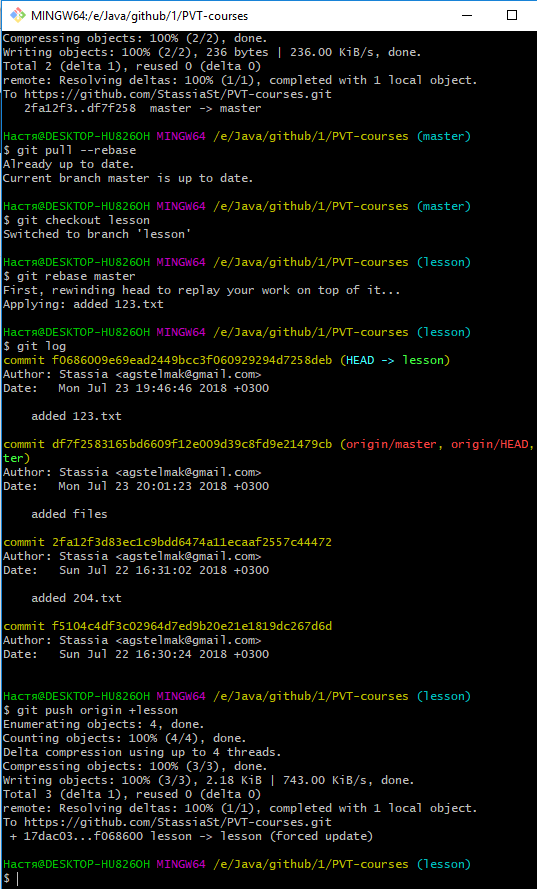 MINGW64:/e/Java/github/1/PVT-courses
Compressing objects: 100% (2/2), done.
Writing objects: 100% (2/2), 236 bytes | 236.00 KiB/s, done.
Total 2 (delta 1), reused 0 (delta 0)
remote: Resolving deltas: 100% (1/1), completed with 1 local object.
To https://github.com/StassiaSt/PVT-courses.git
   2fa12f3..df7f258  master -> master

Настя@DESKTOP-HU826OH MINGW64 /e/Java/github/1/PVT-courses (master)
$ git pull --rebase
Already up to date.
Current branch master is up to date.

Настя@DESKTOP-HU826OH MINGW64 /e/Java/github/1/PVT-courses (master)
$ git checkout lesson
Switched to branch 'lesson'

Настя@DESKTOP-HU826OH MINGW64 /e/Java/github/1/PVT-courses (lesson)
$ git rebase master
First, rewinding head to replay your work on top of it...
Applying: added 123.txt

Настя@DESKTOP-HU826OH MINGW64 /e/Java/github/1/PVT-courses (lesson)
$ git log
commit f0686009e69ead2449bcc3f060929294d7258deb (HEAD -> lesson)
Author: Stassia <agstelmak@gmail.com>
Date:   Mon Jul 23 19:46:46 2018 +0300

    added 123.txt

commit df7f2583165bd6609f12e009d39c8fd9e21479cb (origin/master, origin/HEAD,
ter)
Author: Stassia <agstelmak@gmail.com>
Date:   Mon Jul 23 20:01:23 2018 +0300

    added files

commit 2fa12f3d83ec1c9bdd6474a11ecaaf2557c44472
Author: Stassia <agstelmak@gmail.com>
Date:   Sun Jul 22 16:31:02 2018 +0300

    added 204.txt

commit f5104c4df3c02964d7ed9b20e21e1819dc267d6d
Author: Stassia <agstelmak@gmail.com>
Date:   Sun Jul 22 16:30:24 2018 +0300

Настя@DESKTOP-HU826OH MINGW64 /e/Java/github/1/PVT-courses (lesson)
$ git push origin +lesson
Enumerating objects: 4, done.
Counting objects: 100% (4/4), done.
Delta compression using up to 4 threads.
Compressing objects: 100% (3/3), done.
Writing objects: 100% (3/3), 2.18 KiB | 743.00 KiB/s, done.
Total 3 (delta 1), reused 0 (delta 0)
remote: Resolving deltas: 100% (1/1), completed with 1 local object.
To https://github.com/StassiaSt/PVT-courses.git
 + 17dac03...f068600 lesson -> lesson (forced update)

Настя@DESKTOP-HU826OH MINGW64 /e/Java/github/1/PVT-courses (lesson)
$